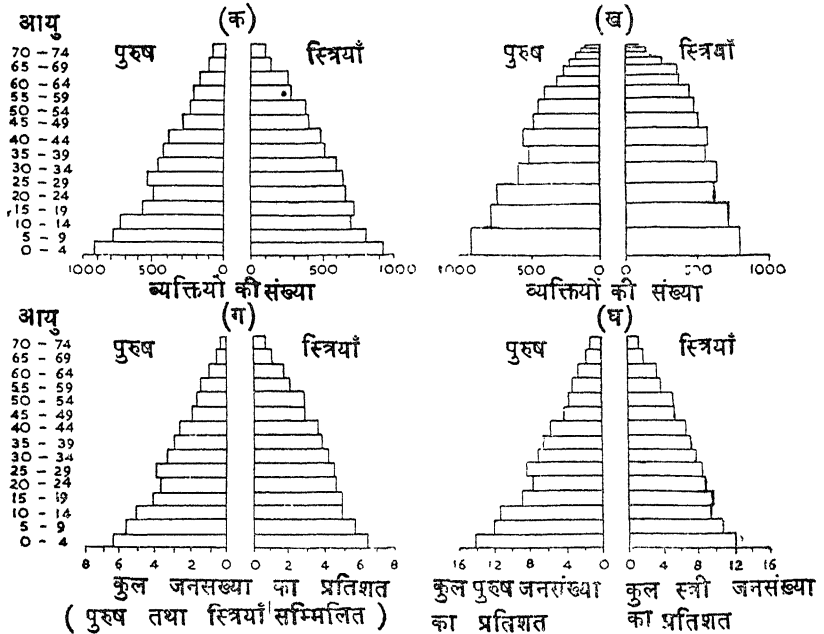 आयु (क) (ख)
पुरुष स्त्रियाँ पुरुष स्त्रियाँ
70 - 74
65 - 69
60 - 64
55 - 59
50 - 54
45 - 49
40 - 44
35 - 39
30 - 34
25 - 29
20 - 24
15 - 19
10 - 14
5 - 9
0 - 4
1000 500 0 0 500 1000 1000 500 0 0 500 1000
व्यक्तियो की संख्या व्यक्तियों की संख्या
आयु (ग) (घ)
पुरुष स्त्रियाँ पुरुष स्त्रियाँ
70 - 74
65 - 69
60 - 64
55 - 59
50 - 54
45 - 49
40 - 44
35 - 39
30 - 34
25 - 29
20 - 24
15 - 19
10 - 14
5 - 9
0 - 4
8 6 4 2 0 0 2 4 6 8 16 12 8 4 0 0 4 8 12 16
कुल जनसख्या का प्रतिशत कुल पुरुष जनसंख्या कुल स्त्री जनसंख्या
( पुरुष तथा स्त्रियाँ सम्मिलित ) का प्रतिशत का प्रतिशत